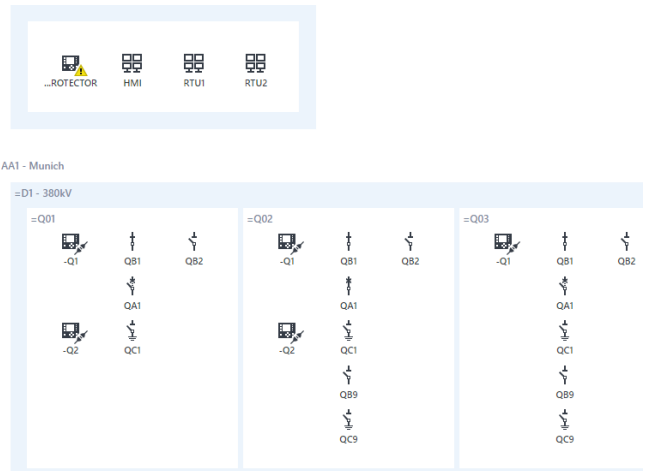 ...ROTECTOR HMI RTU1 RTU2
AA1 - Munich
=D1 - 380kV
=Q01 =Q02 =Q03
-Q1 QB1 QB2 -Q1 QB1 QB2 -Q1 QB1 QB2
QA1 QA1 QA1
-Q2 QC1 -Q2 QC1 QC1
QB9 QB9
QC9 QC9